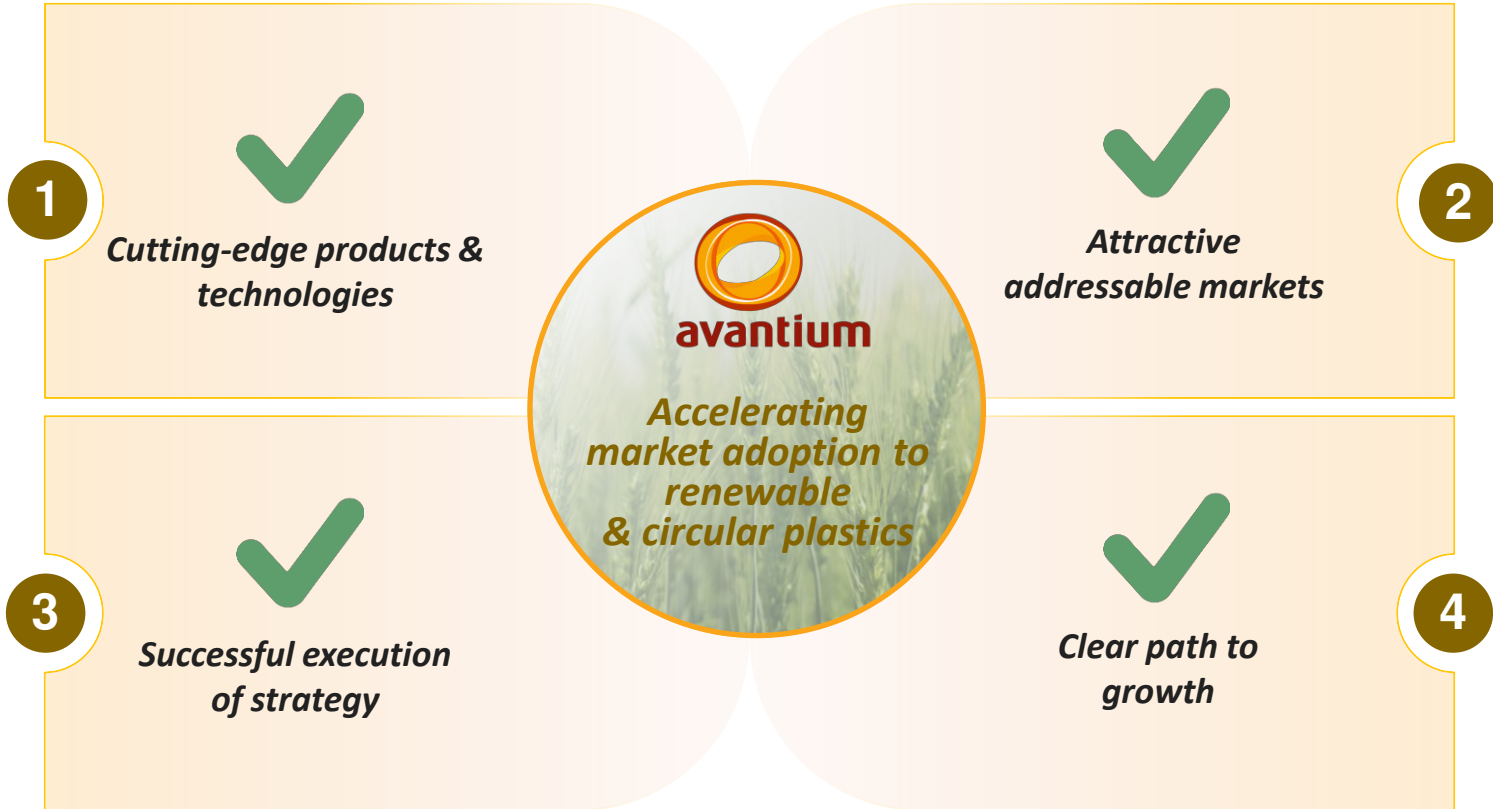 1
Cutting-edge products &
technologies
2
Attractive
addressable markets
avantium
Accelerating
market adoption to
renewable
& circular plastics
3
Successful execution
of strategy
4
Clear path to
growth